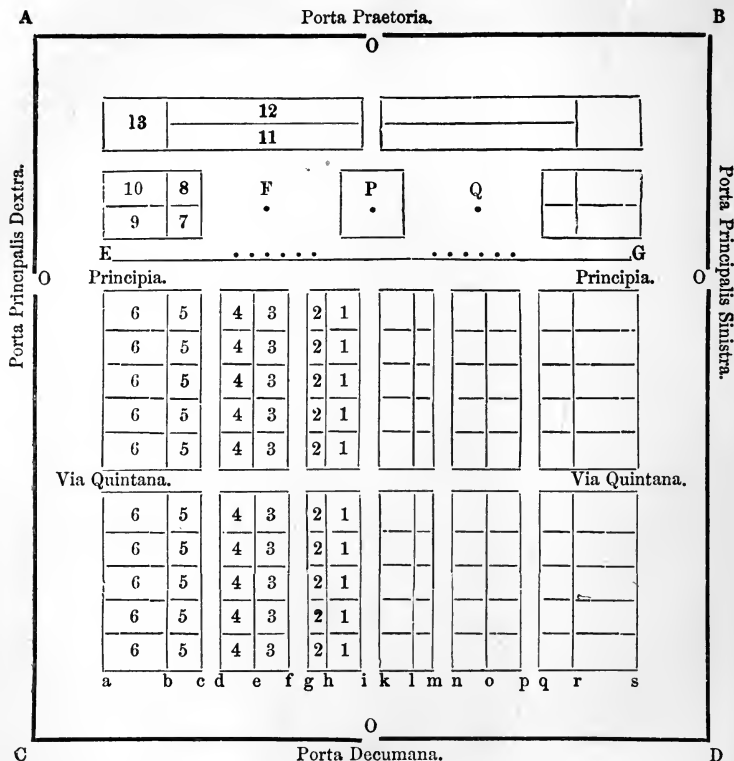 A Porta Praetoria. B
O
13 12
11
10 8 F P Q
9 7
E G
Porta Principalis Dextra.
Porta Principalis Sinistra.
O Principia. Principia. O
6 5 4 3 2 1
6 5 4 3 2 1
6 5 4 3 2 1
6 5 4 3 2 1
6 5 4 3 2 1
Via Quintana. Via Quintana.
6 5 4 3 2 1
6 5 4 3 2 1
6 5 4 3 2 1
6 5 4 3 2 1
6 5 4 3 2 1
a b c d e f g h i k l m n o p q r s
O
C Porta Decumana. D